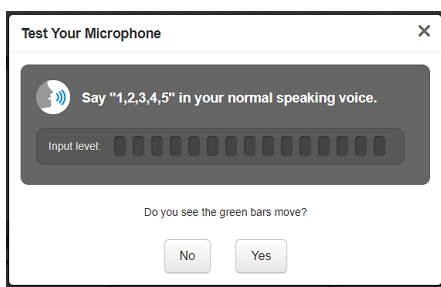 Test Your Microphone
Say "1,2,3,4,5" in your normal speaking voice.
Input level:
Do you see the green bars move?
No Yes